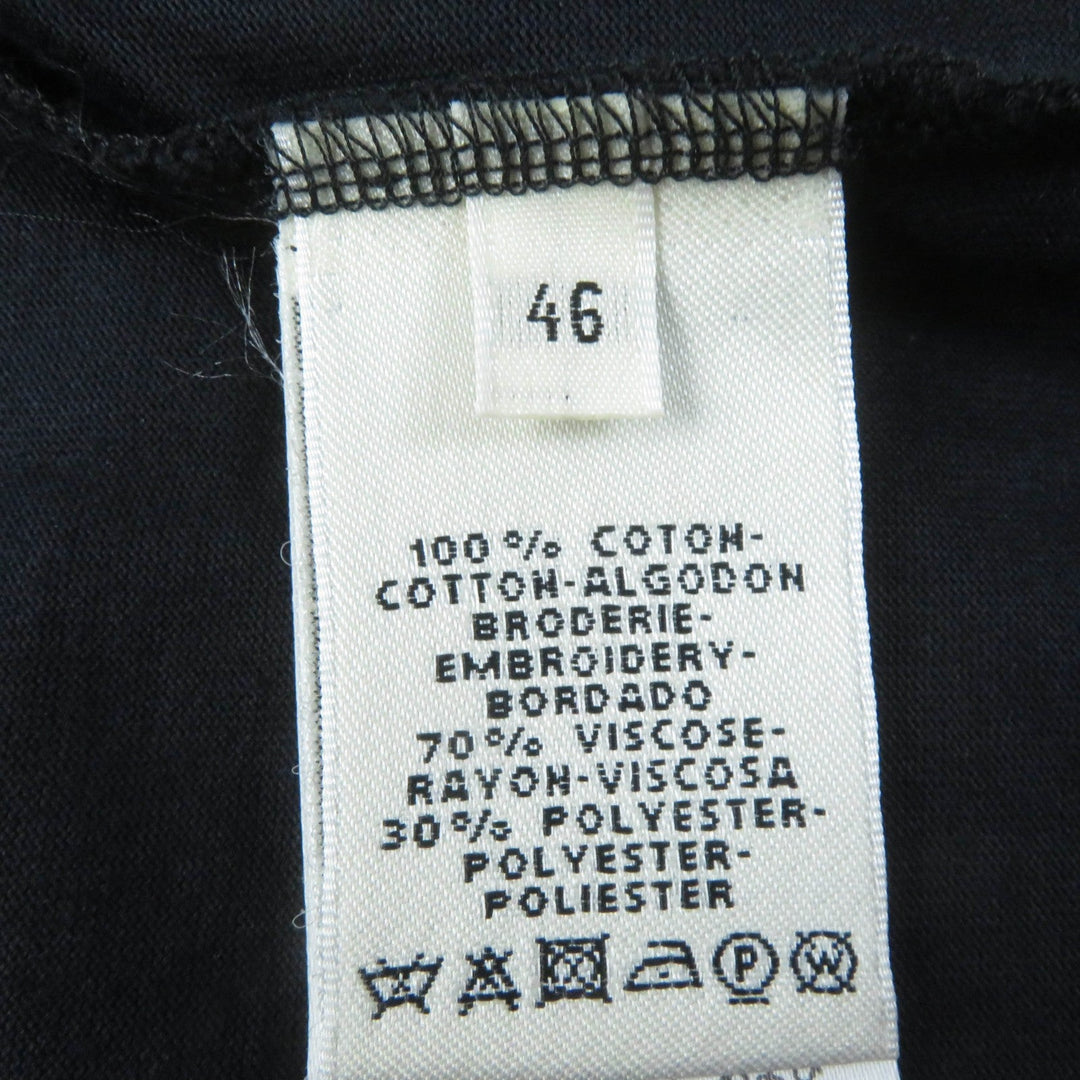 46
100% COTON-
COTTON-ALGODON
BRODERIE-
EMBROIDERY-
BORDADO
70% VISCOSE-
RAYON-VISCOSA
30% POLYESTER-
POLYESTER-
POLIESTER
P W